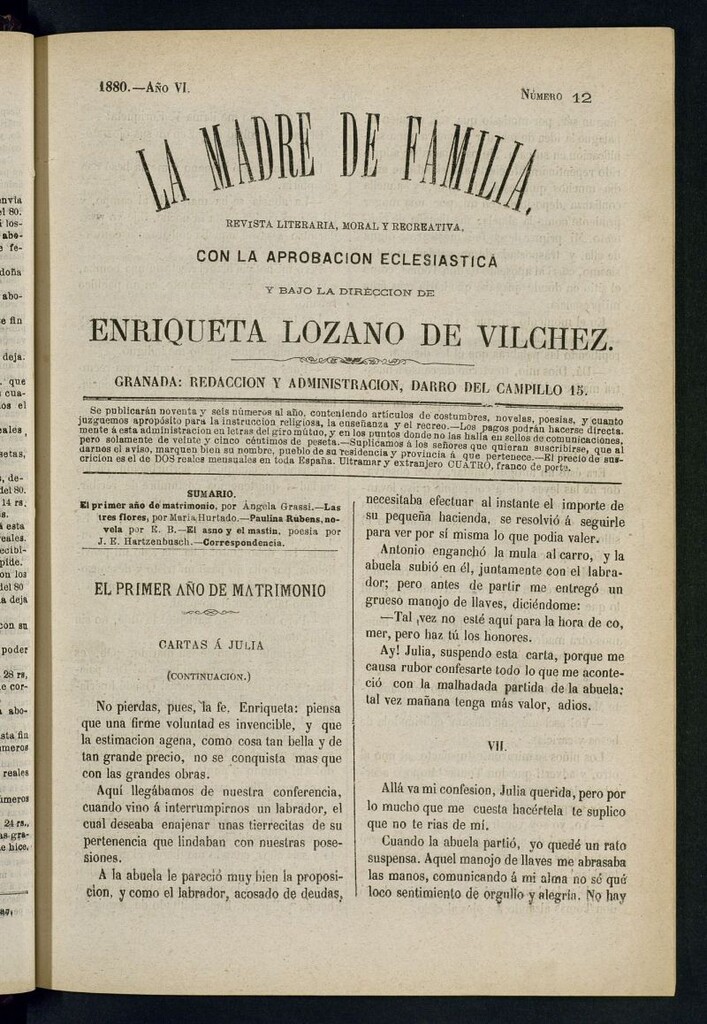 1880.—Año VI.
Número 12
LA MADRE DE FAMILIA.
REVISTA LITERARIA, MORAL Y RECREATIVA,
CON LA APROBACION ECLESIASTICA
Y BAJO LA DIRECCION DE
ENRIQUETA LOZANO DE VILCHEZ.
GRANADA: REDACCION Y ADMINISTRACION, DARRO DEL CAMPILLO 15.
Se publicarán noventa y seis números al año, conteniendo artículos de costumbres, novelas, poesías, y cuanto
juzguemos apropósito para la instruccion religiosa, la enseñanza y el recreo.—Los pagos podrán hacerse directa-
mente á esta administracion en letras del giro mútuo, y en los puntos donde no las halla en sellos de comunicaciones,
pero solamente de veinte y cinco céntimos de peseta.—Suplicamos á los señores que quieran suscribirse, que al
darnos el aviso, marquen bien su nombre, pueblo de su residencia y provincia á que pertenece.—El precio de sus-
cricion es el de DOS reales mensuales en toda España. Ultramar y extranjero CUATRO, franco de porte.
SUMARIO.
El primer año de matrimonio, por Angela Grassi.—Las
tres flores, por Maria Hurtado.—Paulina Rubens, no-
vela por E. B.—El asno y el mastin, poesia por
J. E. Hartzenbusch.—Correspondencia.
EL PRIMER AÑO DE MATRIMONIO
CARTAS Á JULIA
(CONTINUACION.)
No pierdas, pues, la fe. Enriqueta: piensa
que una firme voluntad es invencible, y que
la estimacion agena, como cosa tan bella y de
tan grande precio, no se conquista mas que
con las grandes obras.
Aquí llegábamos de nuestra conferencia,
cuando vino á interrumpirnos un labrador, el
cual deseaba enajenar unas tierrecitas de su
pertenencia que lindaban con nuestras pose-
siones.
A la abuela le pareció muy bien la proposi-
cion, y como el labrador, acosado de deudas,
necesitaba efectuar al instante el importe de
su pequeña hacienda, se resolvió á seguirle
para ver por sí misma lo que podia valer.
Antonio enganchó la mula al carro, y la
abuela subió en él, juntamente con el labra-
dor; pero antes de partir me entregó un
grueso manojo de llaves, diciéndome:
—Tal vez no esté aquí para la hora de co,
mer, pero haz tú los honores.
Ay! Julia, suspendo esta carta, porque me
causa rubor confesarte todo lo que me aconte-
ció con la malhadada partida de la abuela;
tal vez mañana tenga más valor, adios.
VII.
Allá va mi confesion, Julia querida, pero por
lo mucho que me cuesta hacértela te suplico
que no te rias de mí.
Cuando la abuela partió, yo quedé un rato
suspensa. Aquel manojo de llaves me abrasaba
las manos, comunicando á mi alma no sé qué
loco sentimiento de orgullo y alegría. No hay